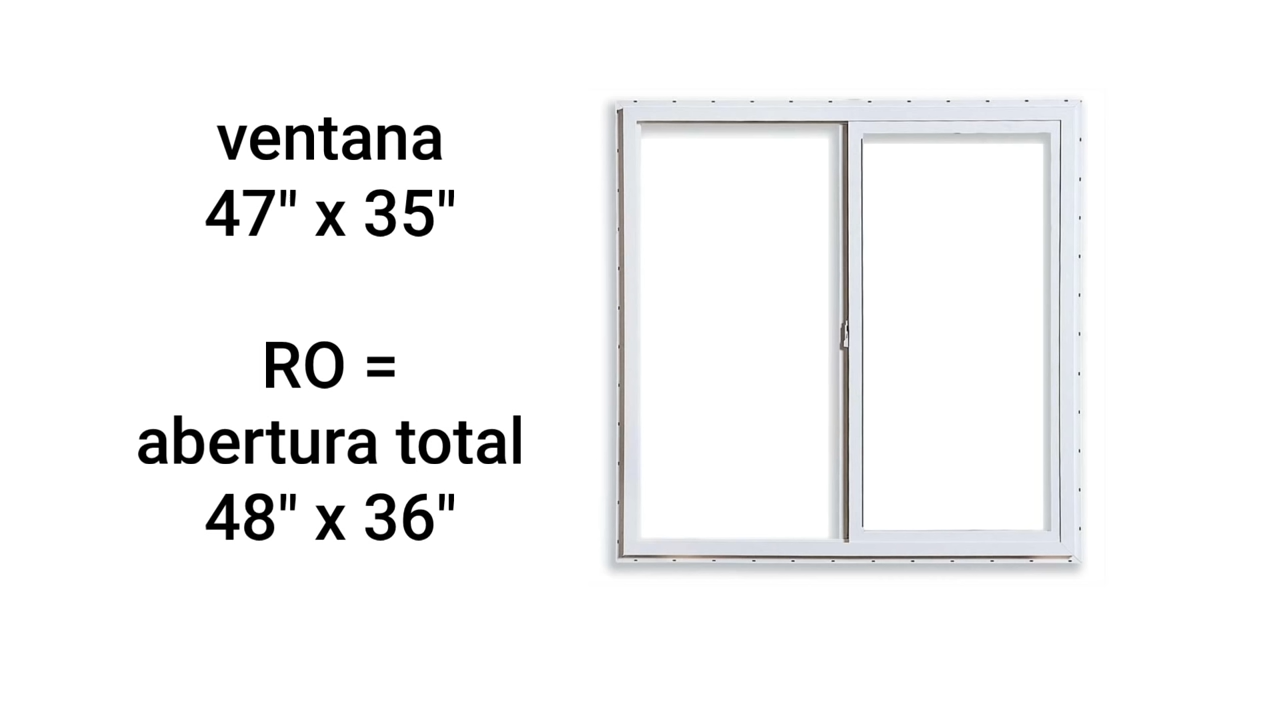 ventana
47" x 35"
RO =
abertura total
48" x 36"